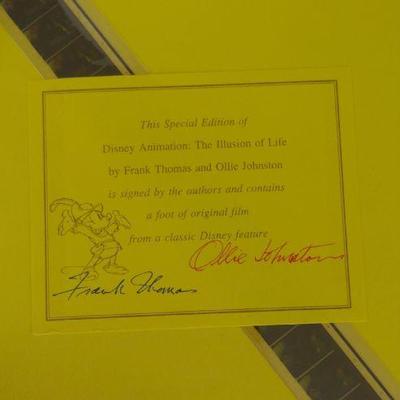 This Special Edition of
Disney Animation: The Illusion of Life
by Frank Thomas and Ollie Johnston
is signed by the authors and contains
a foot of original film
from a classic Disney feature
Ollie Johnston
Frank Thomas